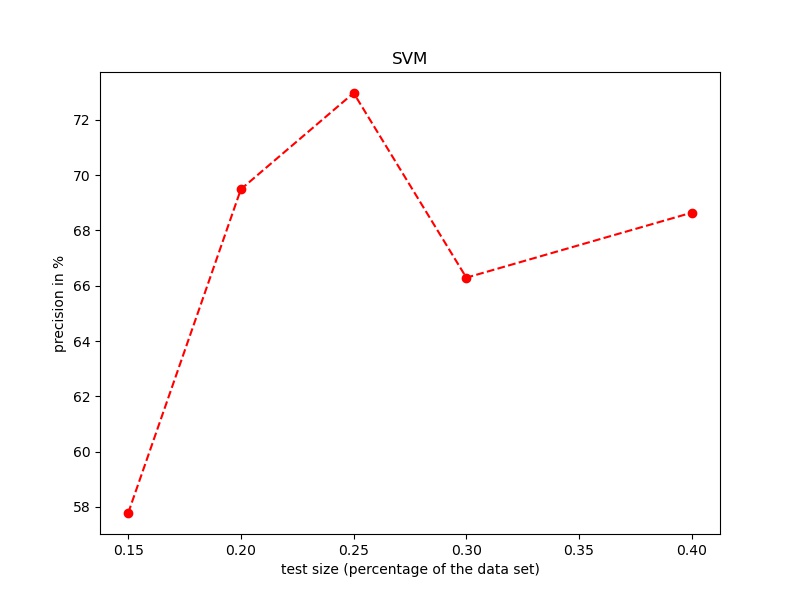 SVM
72
70
68
66
64
62
60
58
precision in %
0.15 0.20 0.25 0.30 0.35 0.40
test size (percentage of the data set)